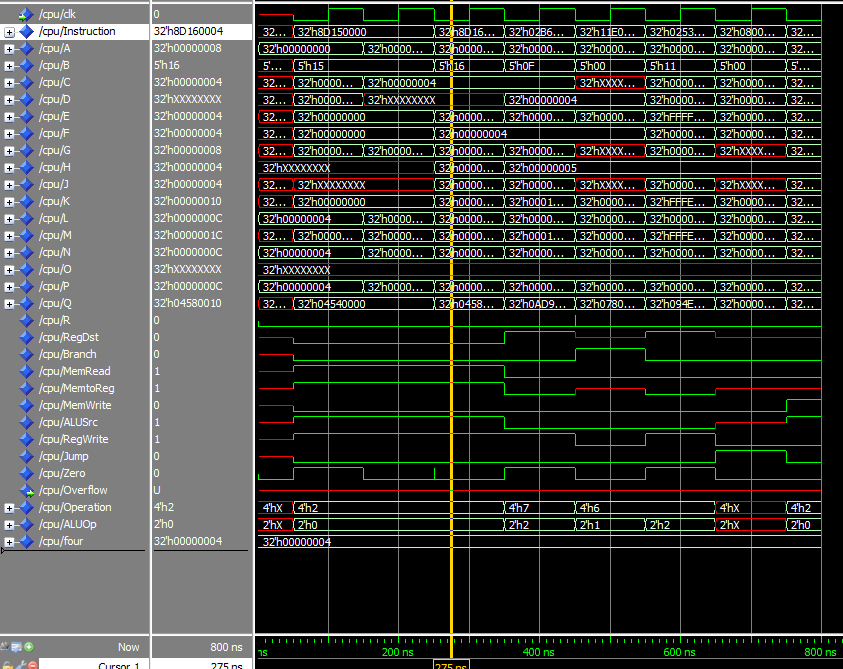 /cpu/clk 0
/cpu/Instruction 32'h8D160004 32... 32'h8D150000 32'h8D16... 32'h02B6... 32'h11E0... 32'h0253... 32'h0800... 32...
/cpu/A 32'h00000008 32'h00000000 32'h0000... 32'h0000... 32'h0000... 32'h0000... 32'h0000... 32'h0000... 32...
/cpu/B 5'h16 5'... 5'h15 5'h16 5'h0F 5'h00 5'h11 5'h00 5'...
/cpu/C 32'h00000004 32... 32'h0000... 32'h00000004 32'hXXXX... 32'h0000... 32'h0000... 32...
/cpu/D 32'hXXXXXXXX 32... 32'h0000... 32'hXXXXXXXX 32'h00000004 32'h0000... 32'h0000... 32...
/cpu/E 32'h00000004 32... 32'h00000000 32'h0000... 32'h0000... 32'h0000... 32'hFFFF... 32'h0000... 32...
/cpu/F 32'h00000004 32... 32'h00000000 32'h00000004 32'h0000... 32'h0000... 32...
/cpu/G 32'h00000008 32... 32'h0000... 32'h0000... 32'h0000... 32'h0000... 32'hXXXX... 32'h0000... 32'hXXXX... 32...
/cpu/H 32'h00000004 32'hXXXXXXXX 32'h0000... 32'h00000005
/cpu/J 32'h00000004 32... 32'hXXXXXXXX 32'h0000... 32'h0000... 32'hXXXX... 32'h0000... 32'hXXXX... 32...
/cpu/K 32'h00000010 32... 32'h00000000 32'h0000... 32'h0001... 32'h0000... 32'hFFFE... 32'h0000... 32...
/cpu/L 32'h0000000C 32'h00000004 32'h0000... 32'h0000... 32'h0000... 32'h0000... 32'h0000... 32'h0000... 32...
/cpu/M 32'h0000001C 32... 32'h0000... 32'h0000... 32'h0000... 32'h0001... 32'h0000... 32'hFFFE... 32'h0000... 32...
/cpu/N 32'h0000000C 32'h00000004 32'h0000... 32'h0000... 32'h0000... 32'h0000... 32'h0000... 32'h0000... 32...
/cpu/O 32'hXXXXXXXX 32'hXXXXXXXX
/cpu/P 32'h0000000C 32'h00000004 32'h0000... 32'h0000... 32'h0000... 32'h0000... 32'h0000... 32'h0000... 32...
/cpu/Q 32'h04580010 32... 32'h04540000 32'h0458... 32'h0AD9... 32'h0780... 32'h094E... 32'h0000... 32...
/cpu/R 0
/cpu/RegDst 0
/cpu/Branch 0
/cpu/MemRead 1
/cpu/MemtoReg 1
/cpu/MemWrite 0
/cpu/ALUSrc 1
/cpu/RegWrite 1
/cpu/Jump 0
/cpu/Zero 0
/cpu/Overflow U
/cpu/Operation 4'h2 4'hX 4'h2 4'h7 4'h6 4'hX 4'h2
/cpu/ALUOp 2'h0 2'hX 2'h0 2'h2 2'h1 2'h2 2'hX 2'h0
/cpu/four 32'h00000004 32'h00000004
Now 800 ns ns 200 ns 400 ns 600 ns 800 ns
Cursor 1 275 ns 275 ns